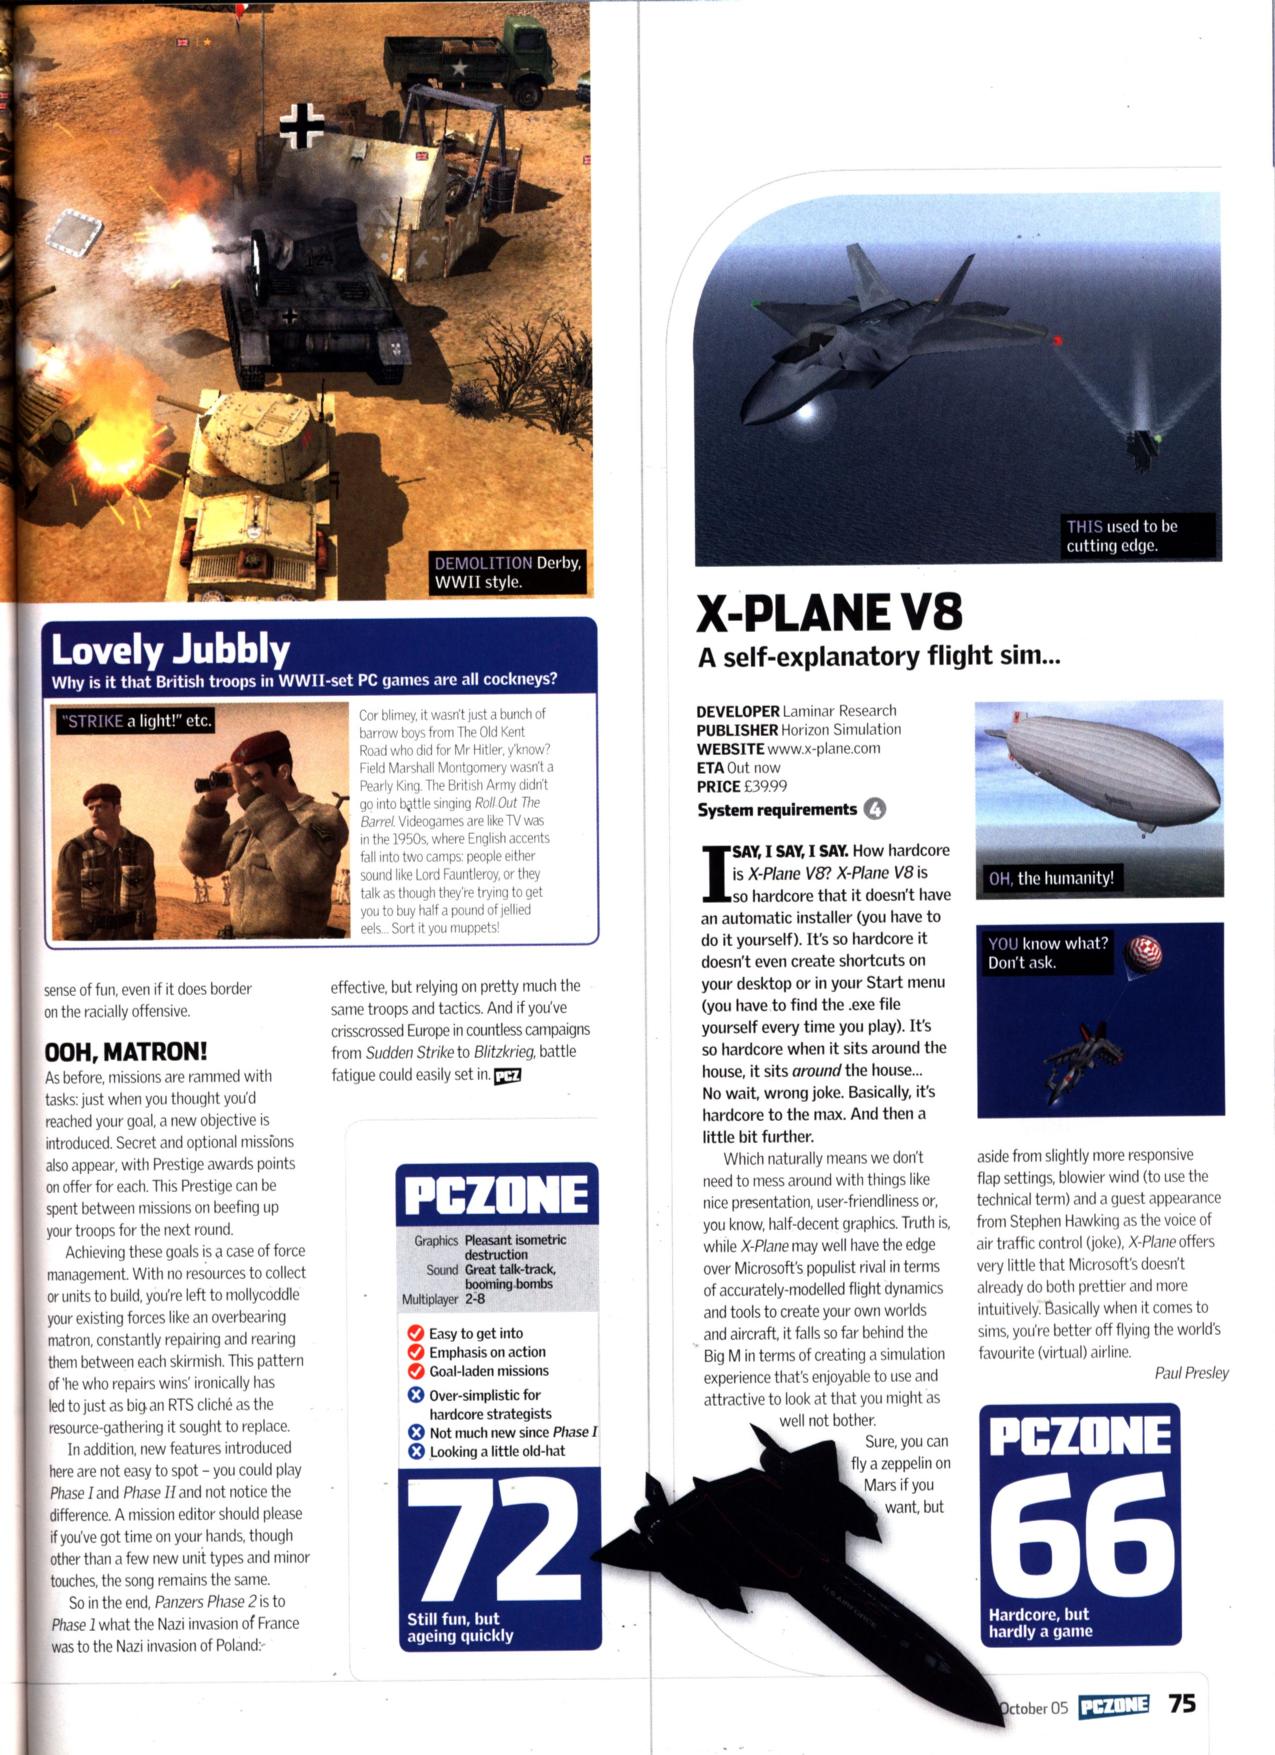 DEMOLITION Derby,
WWII style.
Lovely Jubbly
Why is it that British troops in WWII-set PC games are all cockneys?
"STRIKE a light!" etc.
Cor blimey, it wasn't just a bunch of
barrow boys from The Old Kent
Road who did for Mr Hitler, y'know?
Field Marshall Montgomery wasn't a
Pearly King. The British Army didn't
go into battle singing Roll Out The
Barrel. Videogames are like TV was
in the 1950s, where English accents
fall into two camps: people either
sound like Lord Fauntleroy, or they
talk as though they're trying to get
you to buy half a pound of jellied
eels... Sort it you muppets!
sense of fun, even if it does border
on the racially offensive.
OOH, MATRON!
As before, missions are rammed with
tasks: just when you thought you'd
reached your goal, a new objective is
introduced. Secret and optional missions
also appear, with Prestige awards points
on offer for each. This Prestige can be
spent between missions on beefing up
your troops for the next round.
Achieving these goals is a case of force
management. With no resources to collect
or units to build, you're left to mollycoddle
your existing forces like an overbearing
matron, constantly repairing and rearing
them between each skirmish. This pattern
of 'he who repairs wins' ironically has
led to just as big an RTS cliché as the
resource-gathering it sought to replace.
In addition, new features introduced
here are not easy to spot – you could play
Phase I and Phase II and not notice the
difference. A mission editor should please
if you've got time on your hands, though
other than a few new unit types and minor
touches, the song remains the same.
So in the end, Panzers Phase 2 is to
Phase 1 what the Nazi invasion of France
was to the Nazi invasion of Poland:
effective, but relying on pretty much the
same troops and tactics. And if you've
crisscrossed Europe in countless campaigns
from Sudden Strike to Blitzkrieg, battle
fatigue could easily set in. PCZ
PCZONE
Graphics Pleasant isometric
destruction
Sound Great talk-track,
booming bombs
Multiplayer 2-8
Easy to get into
Emphasis on action
Goal-laden missions
Over-simplistic for
hardcore strategists
Not much new since Phase I
Looking a little old-hat
72
Still fun, but
ageing quickly
THIS used to be
cutting edge.
X-PLANE V8
A self-explanatory flight sim...
DEVELOPER Laminar Research
PUBLISHER Horizon Simulation
WEBSITE www.x-plane.com
ETA Out now
PRICE £39.99
System requirements 4
I SAY, I SAY, I SAY. How hardcore
is X-Plane V8? X-Plane V8 is
so hardcore that it doesn't have
an automatic installer (you have to
do it yourself). It's so hardcore it
doesn't even create shortcuts on
your desktop or in your Start menu
(you have to find the .exe file
yourself every time you play). It's
so hardcore when it sits around the
house, it sits around the house...
No wait, wrong joke. Basically, it's
hardcore to the max. And then a
little bit further.
Which naturally means we don't
need to mess around with things like
nice presentation, user-friendliness or,
you know, half-decent graphics. Truth is,
while X-Plane may well have the edge
over Microsoft's populist rival in terms
of accurately-modelled flight dynamics
and tools to create your own worlds
and aircraft, it falls so far behind the
Big M in terms of creating a simulation
experience that's enjoyable to use and
attractive to look at that you might as
well not bother.
Sure, you can
fly a zeppelin on
Mars if you
want, but
OH, the humanity!
YOU know what?
Don't ask.
aside from slightly more responsive
flap settings, blowier wind (to use the
technical term) and a guest appearance
from Stephen Hawking as the voice of
air traffic control (joke), X-Plane offers
very little that Microsoft's doesn't
already do both prettier and more
intuitively. Basically when it comes to
sims, you're better off flying the world's
favourite (virtual) airline.
Paul Presley
PCZONE
66
Hardcore, but
hardly a game
October 05 PCZONE 75